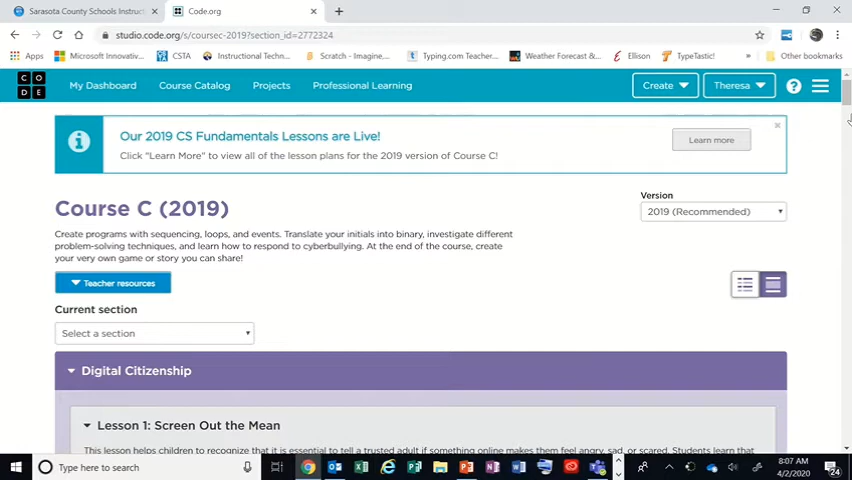 Sarasota County Schools Instruct
Code.org
studio.code.org/s/coursec-2019?section_id=2772324
Apps
Microsoft Innovativ...
CSTA
Instructional Techn...
Scratch - Imagine,...
Typing.com Teacher...
Weather Forecast &...
Ellison
TypeTastic!
Other bookmarks
CODE
My Dashboard
Course Catalog
Projects
Professional Learning
Create
Theresa
?
Our 2019 CS Fundamentals Lessons are Live!
Click "Learn More" to view all of the lesson plans for the 2019 version of Course C!
Learn more
Course C (2019)
Version
2019 (Recommended)
Create programs with sequencing, loops, and events. Translate your initials into binary, investigate different
problem-solving techniques, and learn how to respond to cyberbullying. At the end of the course, create
your very own game or story you can share!
Teacher resources
Current section
Select a section
Digital Citizenship
Lesson 1: Screen Out the Mean
This lesson helps children to recognize that it is essential to tell a trusted adult if something online makes them feel angry, sad, or scared. Students learn that
Type here to search
8:07 AM
4/2/2020
24